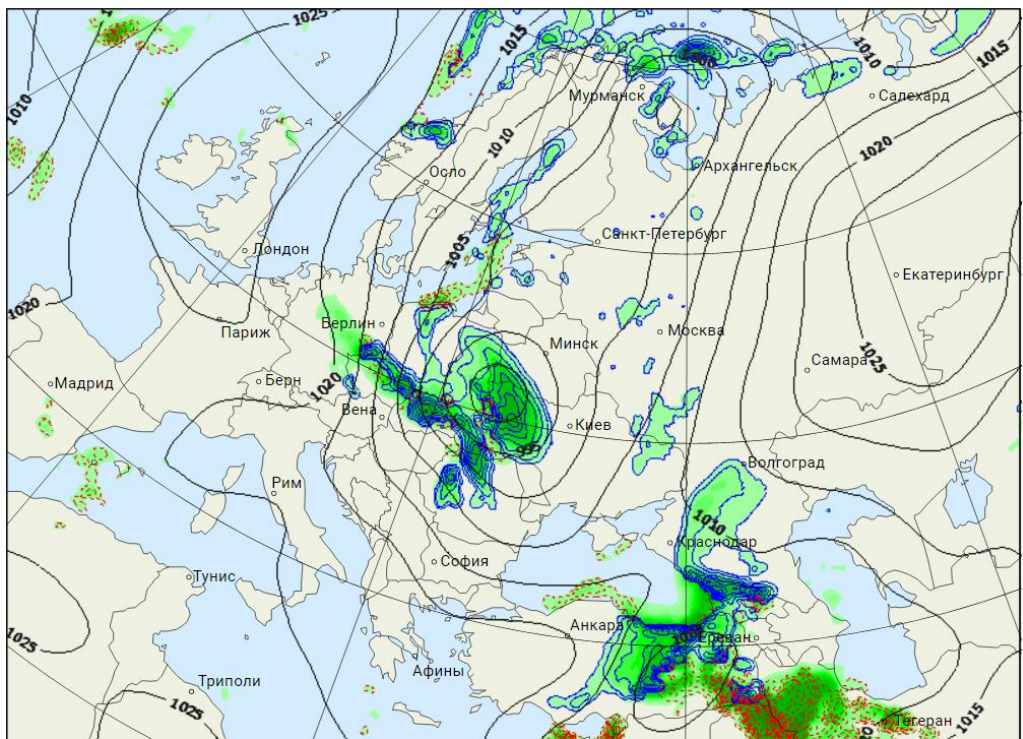 1025
1015
1000
1010
1015
Мурманск
Салехард
1010
1010
1020
Архангельск
Осло
Санкт-Петербург
1005
Лондон
Екатеринбург
1020
Париж
Берлин
Москва
Минск
Самара
1025
Мадрид
Берн
1020
Вена
Киев
995
Волгоград
Рим
1010
Краснодар
София
Тунис
Анкара
Ереван
1025
Афины
Триполи
1025
Тегеран
1015